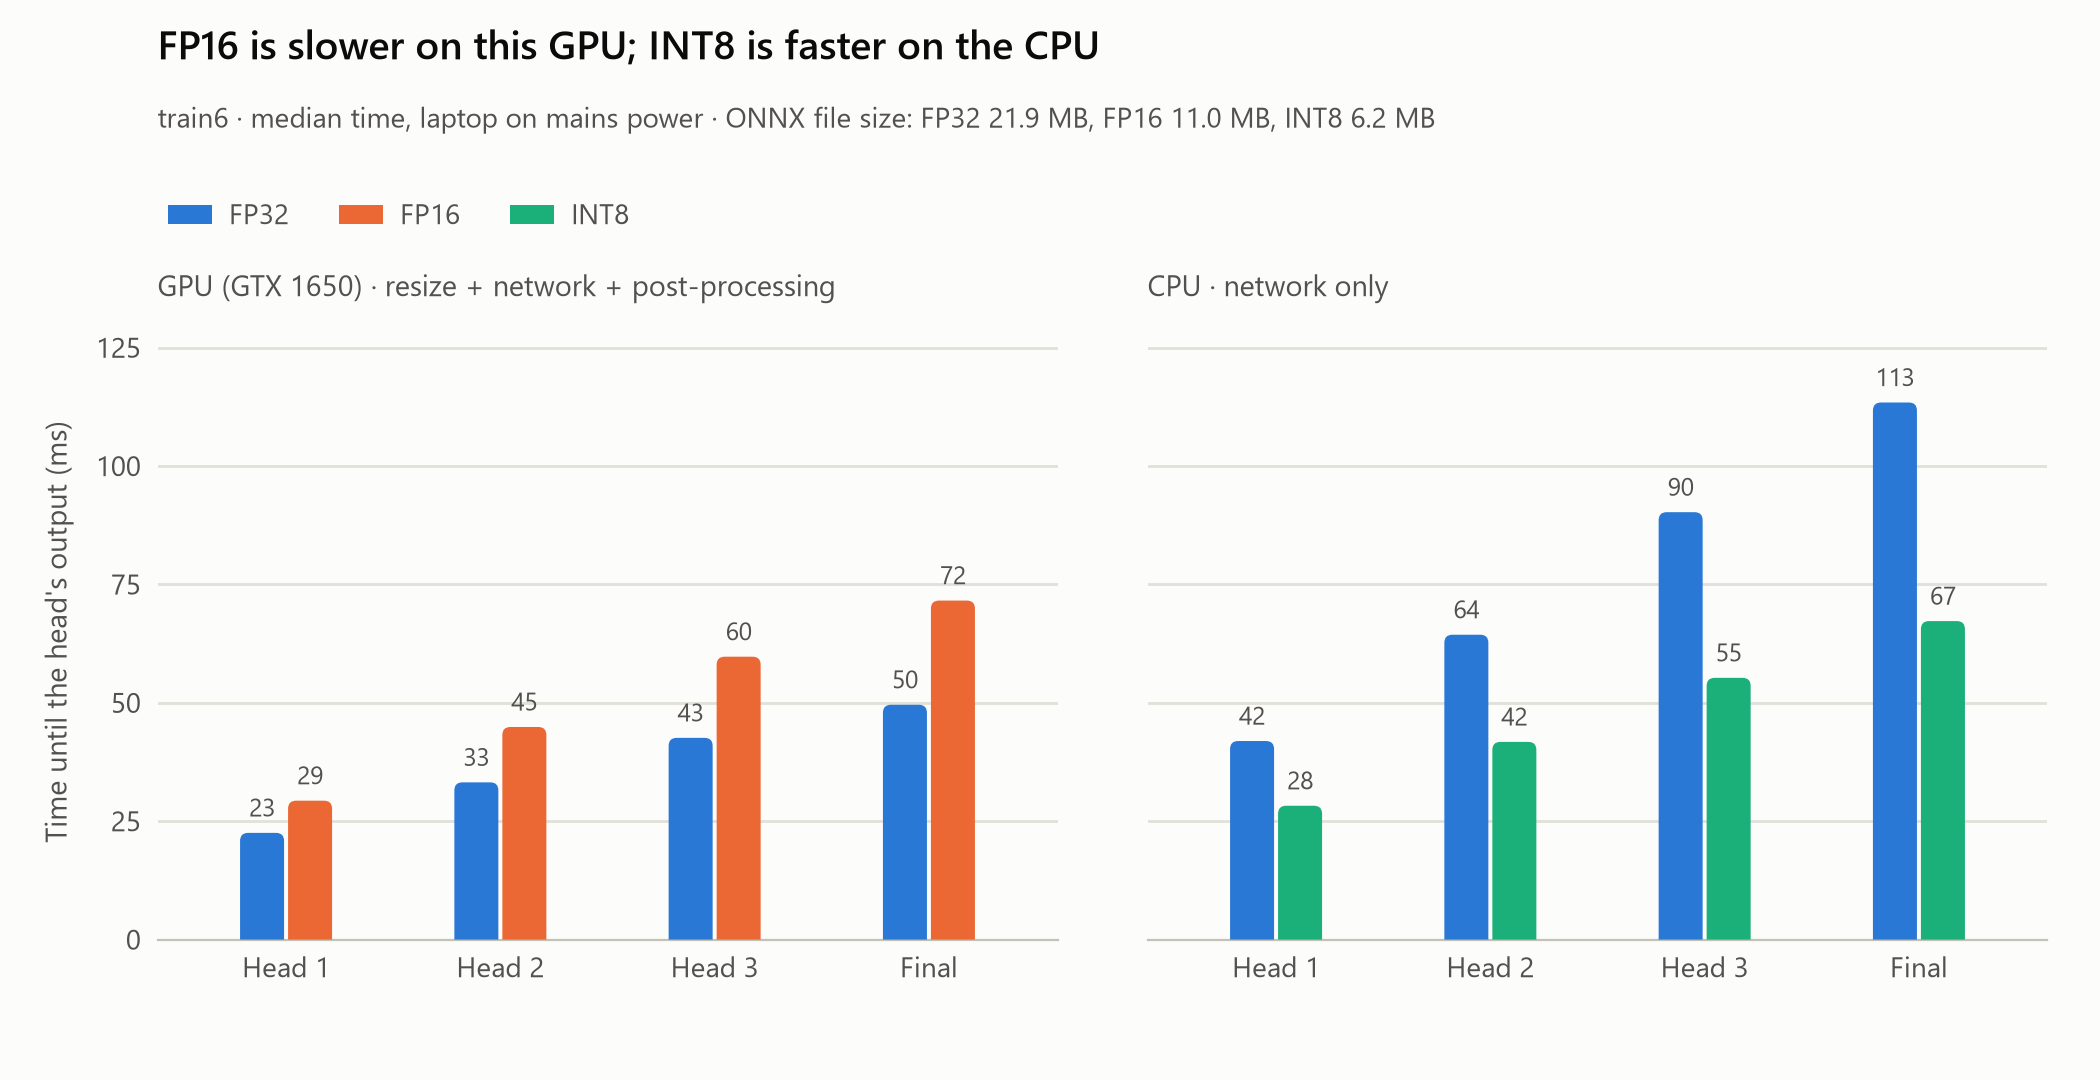 FP16 is slower on this GPU; INT8 is faster on the CPU
train6 · median time, laptop on mains power · ONNX file size: FP32 21.9 MB, FP16 11.0 MB, INT8 6.2 MB
FP32 FP16 INT8
GPU (GTX 1650) · resize + network + post-processing
Time until the head's output (ms)
125
100
75
50
25
0
23 29 33 45 43 60 50 72
Head 1 Head 2 Head 3 Final
CPU · network only
42 28 64 42 90 55 113 67
Head 1 Head 2 Head 3 Final